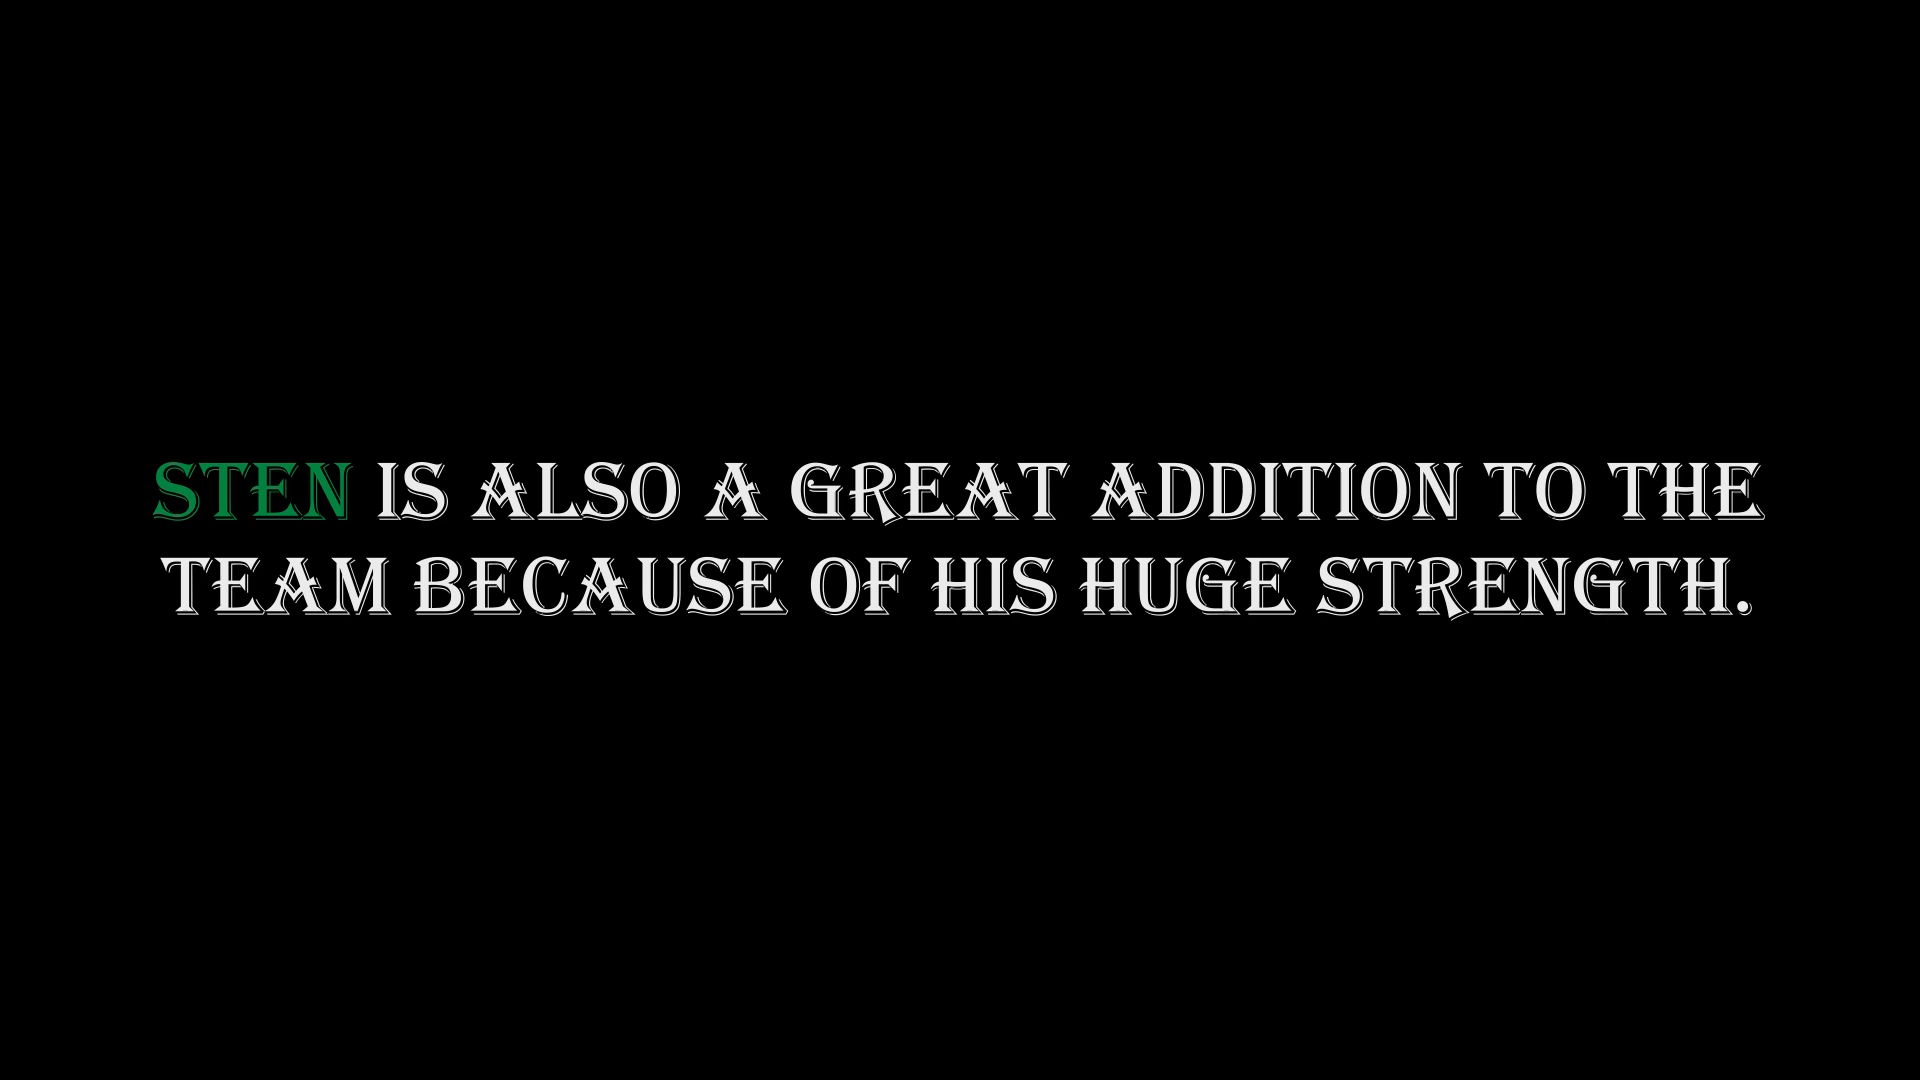 STEN IS ALSO A GREAT ADDITION TO THE
TEAM BECAUSE OF HIS HUGE STRENGTH.